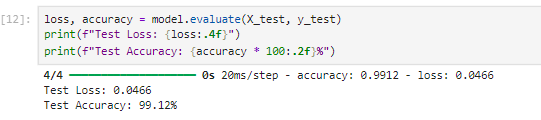 [12]: loss, accuracy = model.evaluate(X_test, y_test)
print(f"Test Loss: {loss:.4f}")
print(f"Test Accuracy: {accuracy * 100:.2f}%")
4/4 ━━━━━━━━━━━━━━━━━━━━ 0s 20ms/step - accuracy: 0.9912 - loss: 0.0466
Test Loss: 0.0466
Test Accuracy: 99.12%